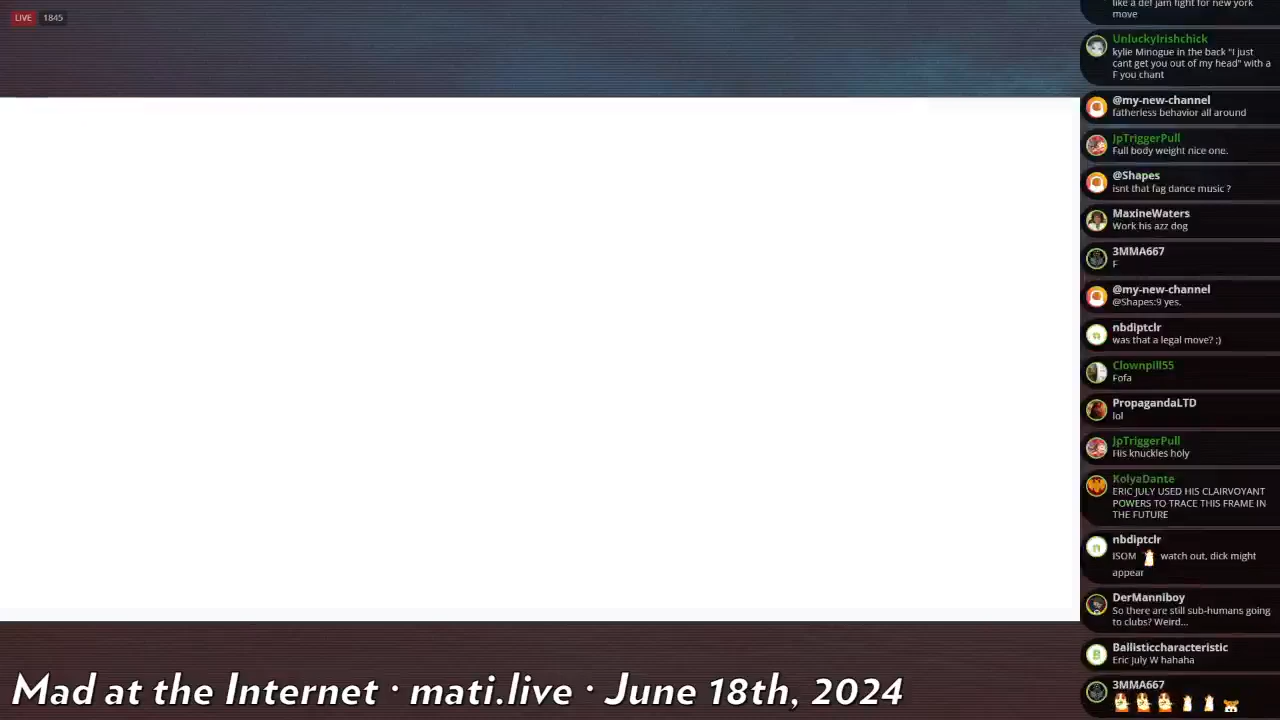 LIVE 1845
like a def jam fight for new york
move
UnluckyIrishchick
kylie Minogue in the back "I just
cant get you out of my head" with a
F you chant
@my-new-channel
fatherless behavior all around
JpTriggerPull
Full body weight nice one.
@Shapes
isnt that fag dance music ?
MaxineWaters
Work his azz dog
3MMA667
F
@my-new-channel
@Shapes:9 yes.
nbdiptclr
was that a legal move? ;)
Clownpill55
Fofa
PropagandaLTD
lol
JpTriggerPull
His knuckles holy
KolyaDante
ERIC JULY USED HIS CLAIRVOYANT
POWERS TO TRACE THIS FRAME IN
THE FUTURE
nbdiptclr
ISOM watch out, dick might
appear
DerManniboy
So there are still sub-humans going
to clubs? Weird...
Ballisticcharacteristic
Eric July W hahaha
3MMA667
Mad at the Internet · mati.live · June 18th, 2024